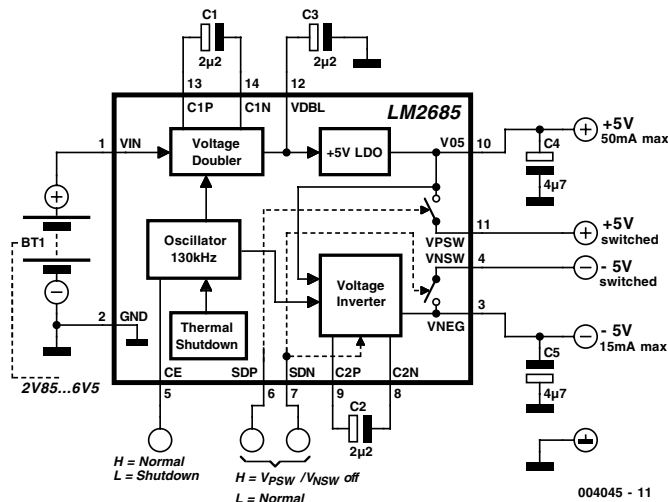 C1
2µ2
C3
2µ2
13
14
12
C1P
C1N
VDBL
LM2685
1
VIN
Voltage
Doubler
+5V LDO
V05
10
+5V
50mA max
C4
4µ7
BT1
Oscillator
130kHz
11
VPSW
+5V
switched
VNSW
4
- 5V
switched
Voltage
Inverter
2
GND
Thermal
Shutdown
3
VNEG
- 5V
15mA max
C5
4µ7
2V85...6V5
CE
SDP
SDN
C2P
C2N
5
6
7
9
8
C2
2µ2
H = Normal
L = Shutdown
H = VPSW /VNSW off
L = Normal
004045 - 11